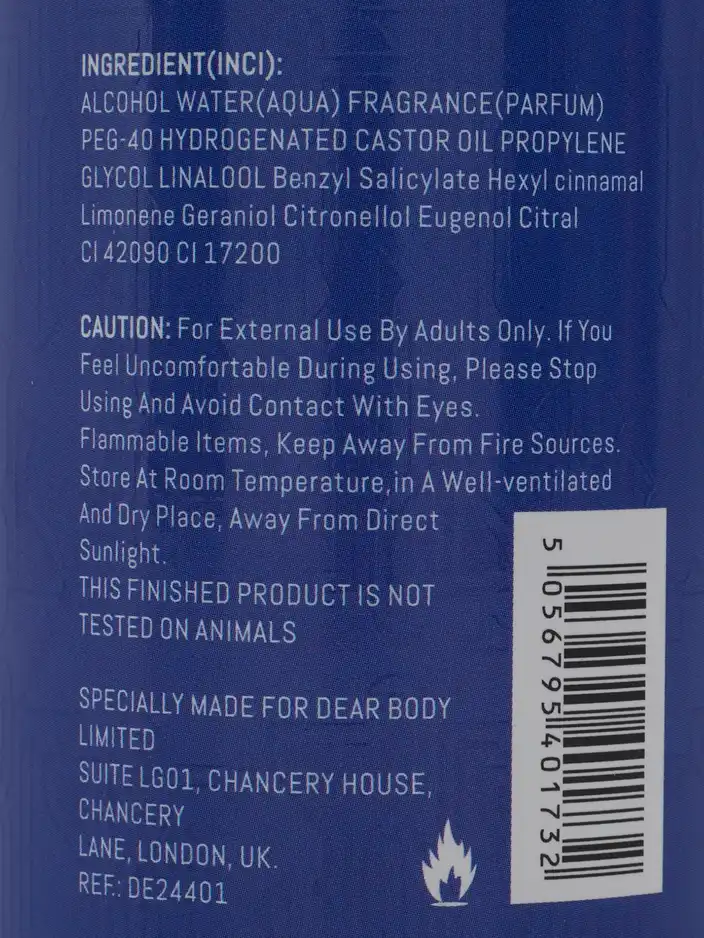 INGREDIENT(INCI):
ALCOHOL WATER(AQUA) FRAGRANCE(PARFUM)
PEG-40 HYDROGENATED CASTOR OIL PROPYLENE
GLYCOL LINALOOL Benzyl Salicylate Hexyl cinnamal
Limonene Geraniol Citronellol Eugenol Citral
CI 42090 CI 17200
CAUTION: For External Use By Adults Only. If You
Feel Uncomfortable During Using, Please Stop
Using And Avoid Contact With Eyes.
Flammable Items, Keep Away From Fire Sources.
Store At Room Temperature,in A Well-ventilated
And Dry Place, Away From Direct
Sunlight.
THIS FINISHED PRODUCT IS NOT
TESTED ON ANIMALS
SPECIALLY MADE FOR DEAR BODY
LIMITED
SUITE LG01, CHANCERY HOUSE,
CHANCERY
LANE, LONDON, UK.
REF.: DE24401
5 056795 401732